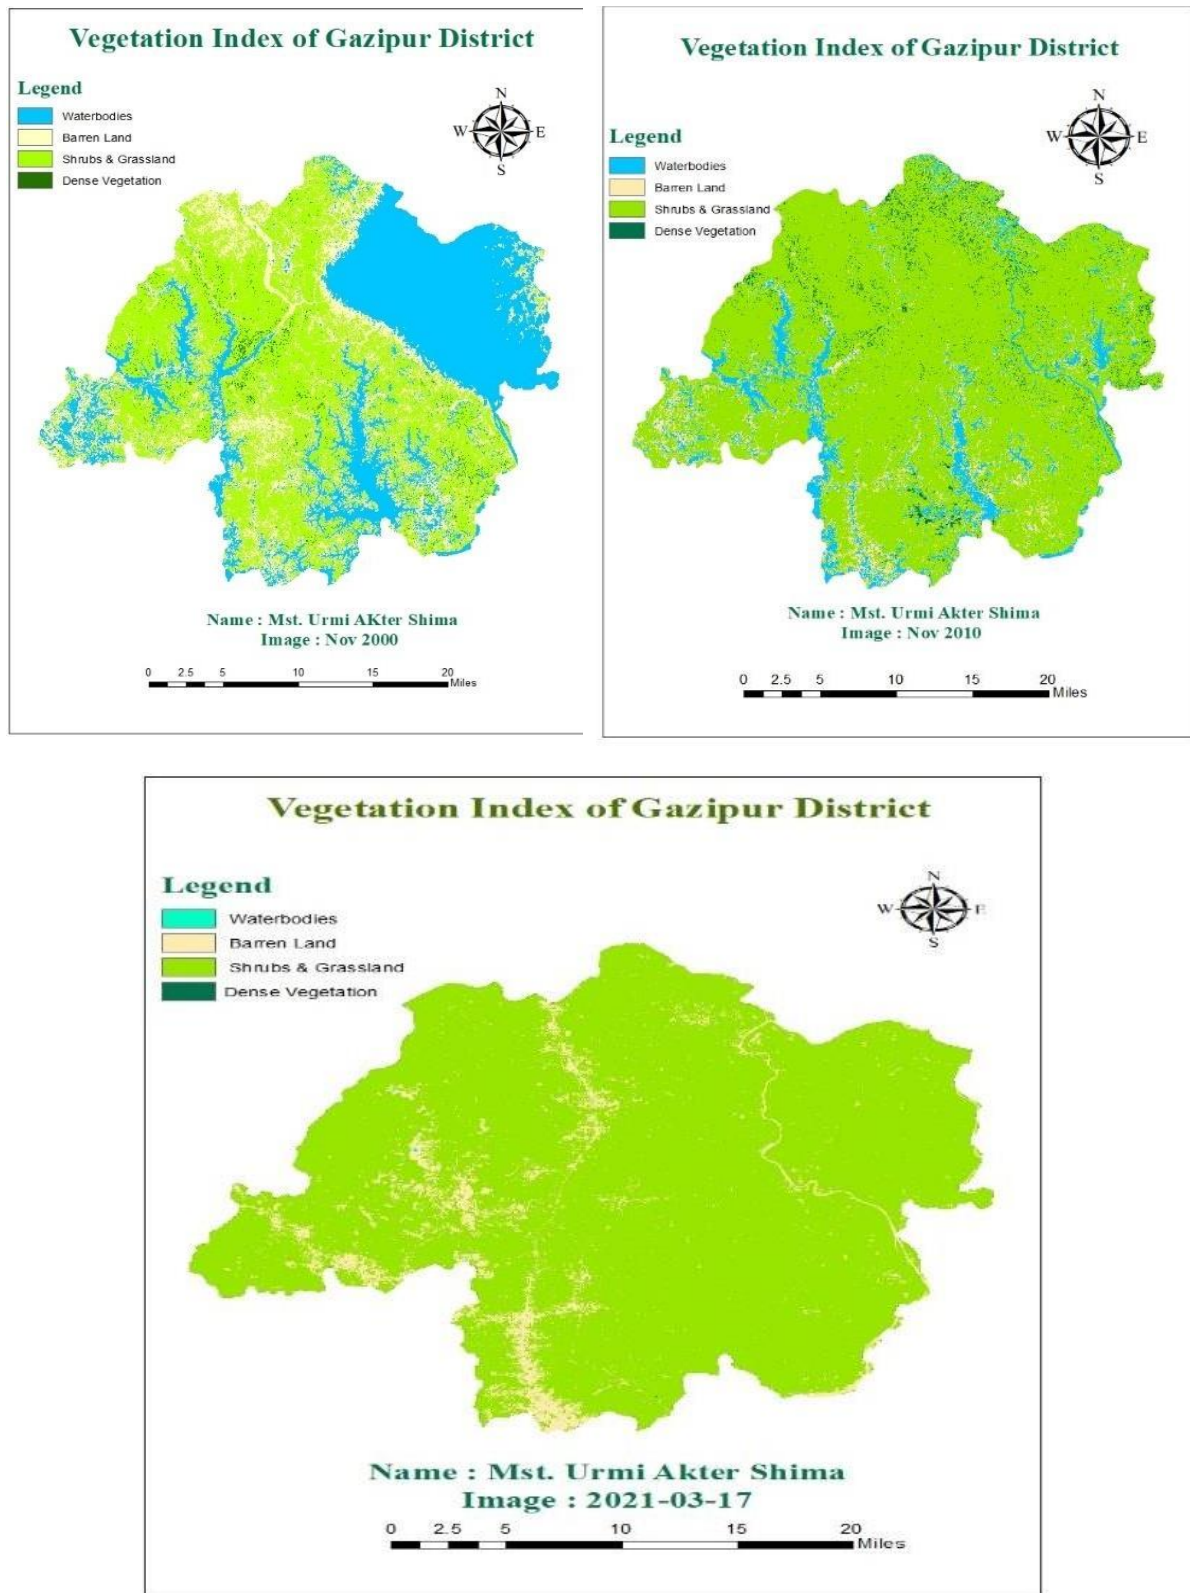 Vegetation Index of Gazipur District
Legend
Waterbodies
Barren Land
Shrubs & Grassland
Dense Vegetation
N
W E
S
Name : Mst. Urmi AKter Shima
Image : Nov 2000
0 2.5 5 10 15 20
Miles
Vegetation Index of Gazipur District
Legend
Waterbodies
Barren Land
Shrubs & Grassland
Dense Vegetation
N
W E
S
Name : Mst. Urmi Akter Shima
Image : Nov 2010
0 2.5 5 10 15 20
Miles
Vegetation Index of Gazipur District
Legend
Waterbodies
Barren Land
Shrubs & Grassland
Dense Vegetation
N
W E
S
Name : Mst. Urmi Akter Shima
Image : 2021-03-17
0 2.5 5 10 15 20
Miles